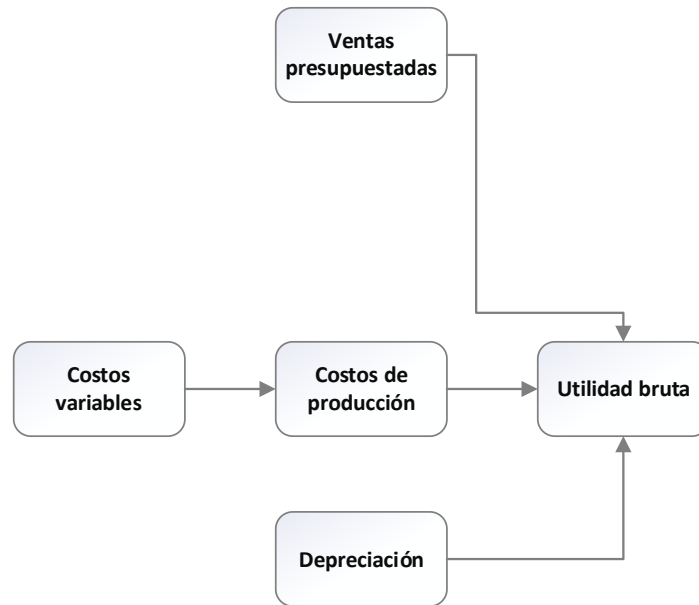 Ventas
presupuestadas
Costos
variables
Costos de
producción
Utilidad bruta
Depreciación